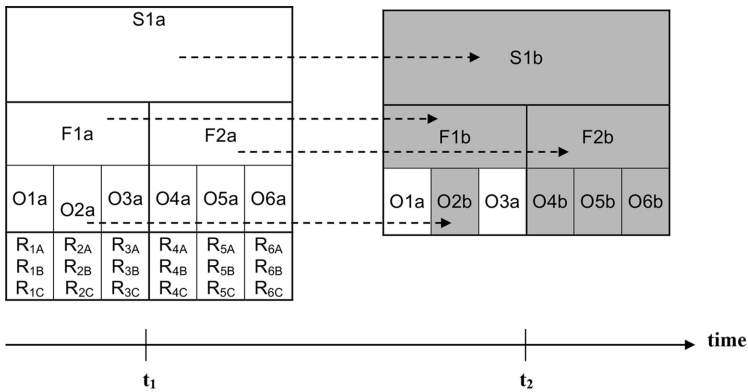 S1a
S1b
F1a F2a
F1b F2b
O1a O2a O3a O4a O5a O6a
O1a O2b O3a O4b O5b O6b
R1A R2A R3A R4A R5A R6A
R1B R2B R3B R4B R5B R6B
R1C R2C R3C R4C R5C R6C
time
t1 t2